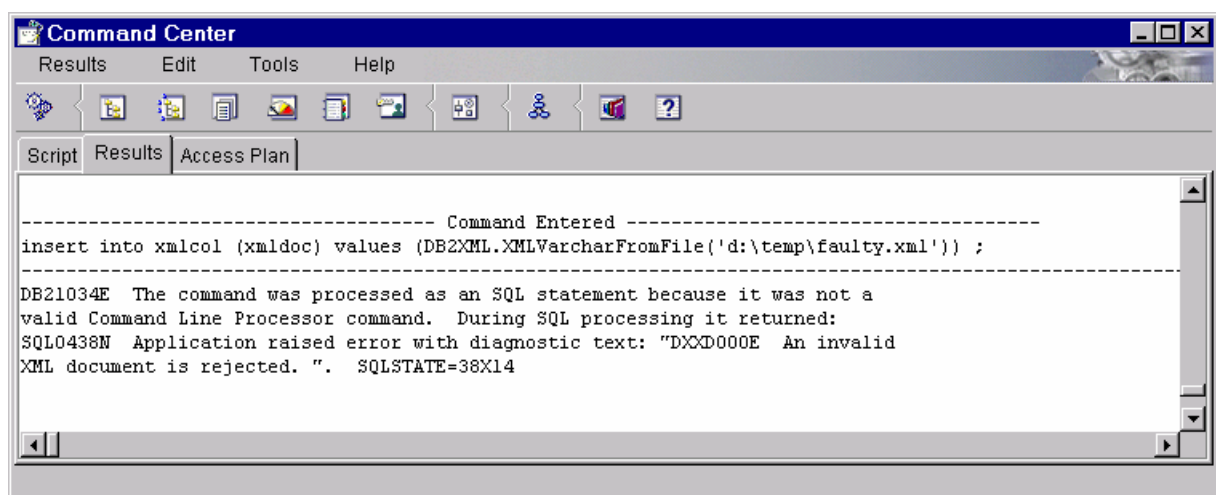 Command Center
Results Edit Tools Help
Script Results Access Plan
------------------------------------- Command Entered -------------------------------------
insert into xmlcol (xmldoc) values (DB2XML.XMLVarcharFromFile('d:\temp\faulty.xml')) ;
--------------------------------------------------------------------------------------------------------
DB21034E The command was processed as an SQL statement because it was not a
valid Command Line Processor command. During SQL processing it returned:
SQL0438N Application raised error with diagnostic text: "DXXD000E An invalid
XML document is rejected. ". SQLSTATE=38X14